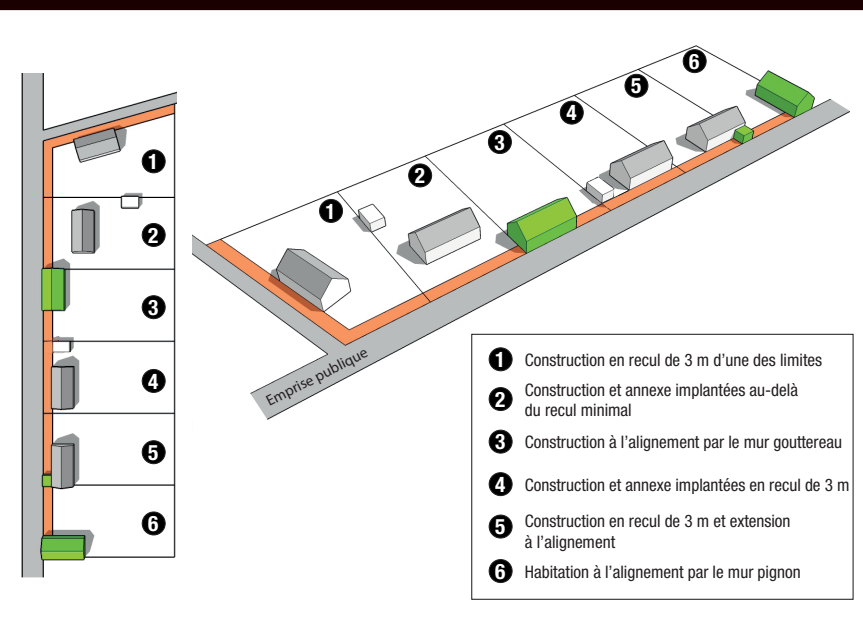 1
2
3
4
5
6
1
2
3
4
5
6
Emprise publique
1 Construction en recul de 3 m d’une des limites
2 Construction et annexe implantées au-delà
du recul minimal
3 Construction à l’alignement par le mur gouttereau
4 Construction et annexe implantées en recul de 3 m
5 Construction en recul de 3 m et extension
à l’alignement
6 Habitation à l’alignement par le mur pignon